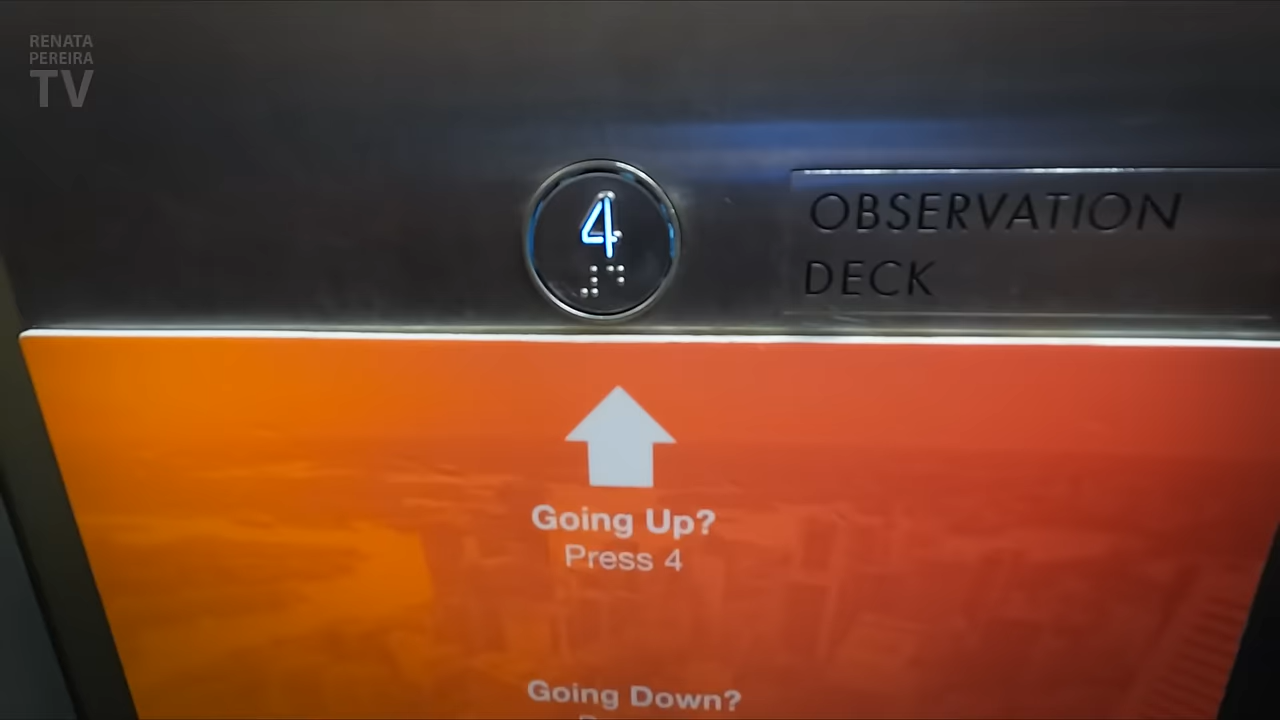 RENATA
PEREIRA
TV
4
OBSERVATION
DECK
Going Up?
Press 4
Going Down?